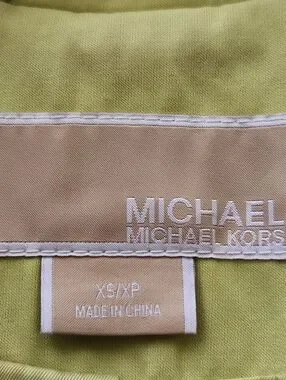 MICHAEL
MICHAEL KORS
XS/XP
MADE IN CHINA